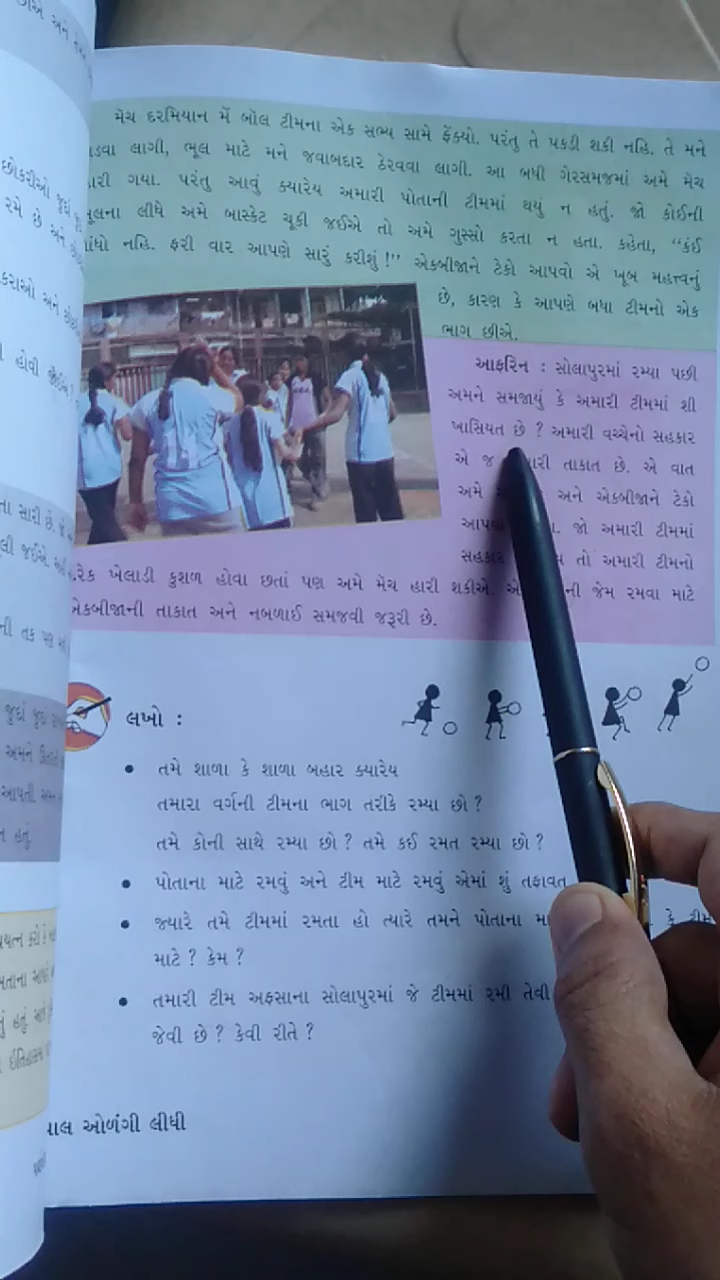 મૅચ દરમિયાન મેં બૉલ ટીમના એક સભ્ય સામે ફેંક્યો. પરંતુ તે પકડી શકી નહિ. તે મને
લાગી, ભૂલ માટે મને જવાબદાર ઠેરવવા લાગી. આ બધી ગેરસમજમાં અમે મૅચ
ગયા. પરંતુ આવું ક્યારેય અમારી પોતાની ટીમમાં થયું ન હતું. જો કોઈની
લીધે અમે બાસ્કેટ ચૂકી જઈએ તો અમે ગુસ્સો કરતા ન હતા. કહેતા, “કંઈ
નહિ. ફરી વાર આપણે સારું કરીશું !” એકબીજાને ટેકો આપવો એ ખૂબ મહત્ત્વનું
છે, કારણ કે આપણે બધા ટીમનો એક
ભાગ છીએ.
આફરિન : સોલાપુરમાં રમ્યા પછી
અમને સમજાયું કે અમારી ટીમમાં શી
ખાસિયત છે ? અમારી વચ્ચેનો સહકાર
એ જ તાકાત છે. એ વાત
અમે અને એકબીજાને ટેકો
જો અમારી ટીમમાં
સહકાર તો અમારી ટીમનો
ખેલાડી કુશળ હોવા છતાં પણ અમે મૅચ હારી શકીએ. જેમ રમવા માટે
એકબીજાની તાકાત અને નબળાઈ સમજવી જરૂરી છે.
લખો :
• તમે શાળા કે શાળા બહાર ક્યારેય
તમારા વર્ગની ટીમના ભાગ તરીકે રમ્યા છો ?
તમે કોની સાથે રમ્યા છો ? તમે કઈ રમત રમ્યા છો ?
• પોતાના માટે રમવું અને ટીમ માટે રમવું એમાં શું તફાવત
• જ્યારે તમે ટીમમાં રમતા હો ત્યારે તમને પોતાના કે ટીમ
માટે ? કેમ ?
• તમારી ટીમ અફસાના સોલાપુરમાં જે ટીમમાં રમી તેવી
જેવી છે ? કેવી રીતે ?
ઓળંગી લીધી